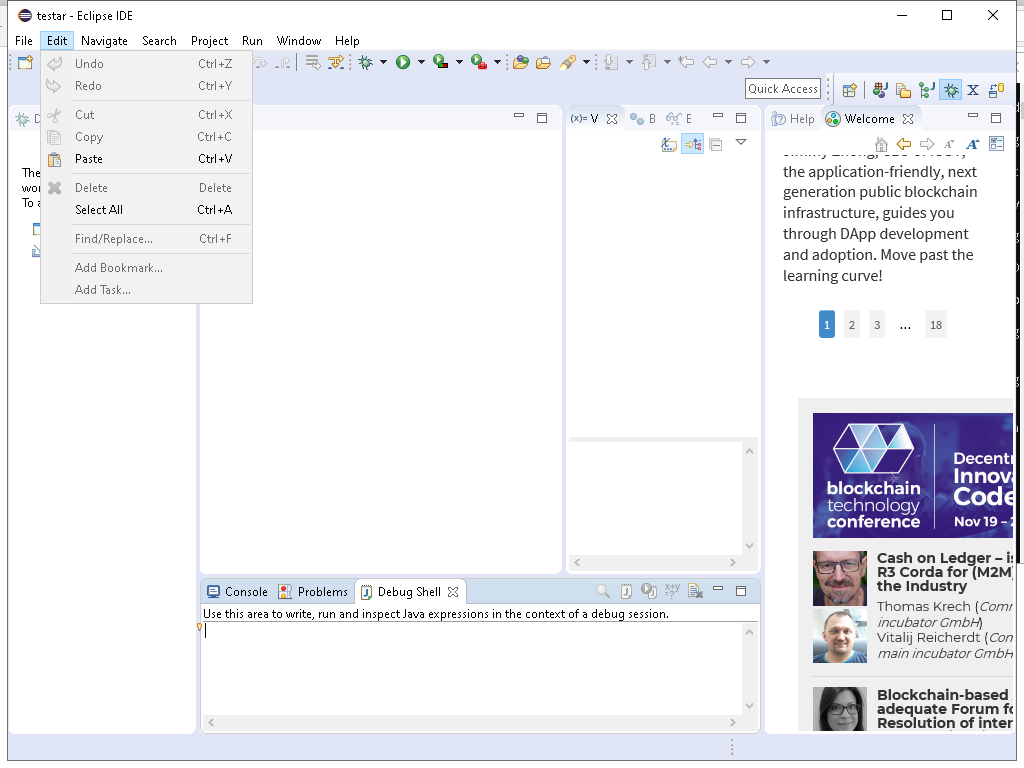 testar - Eclipse IDE
File Edit Navigate Search Project Run Window Help
Undo Ctrl+Z
Redo Ctrl+Y
Cut Ctrl+X
Copy Ctrl+C
Paste Ctrl+V
Delete Delete
Select All Ctrl+A
Find/Replace... Ctrl+F
Add Bookmark...
Add Task...
Quick Access
D
The
wor
To a
(x)= V
B
E
Help
Welcome
the application-friendly, next
generation public blockchain
infrastructure, guides you
through DApp development
and adoption. Move past the
learning curve!
1 2 3 ... 18
blockchain
technology
conference
Decentr
Innova
Code
Nov 19 – 2
Cash on Ledger – is
R3 Corda for (M2M)
the Industry
Thomas Krech (Comm
incubator GmbH)
Vitalij Reicherdt (Com
main incubator GmbH
Blockchain-based
adequate Forum fo
Resolution of inter
Console Problems Debug Shell
Use this area to write, run and inspect Java expressions in the context of a debug session.